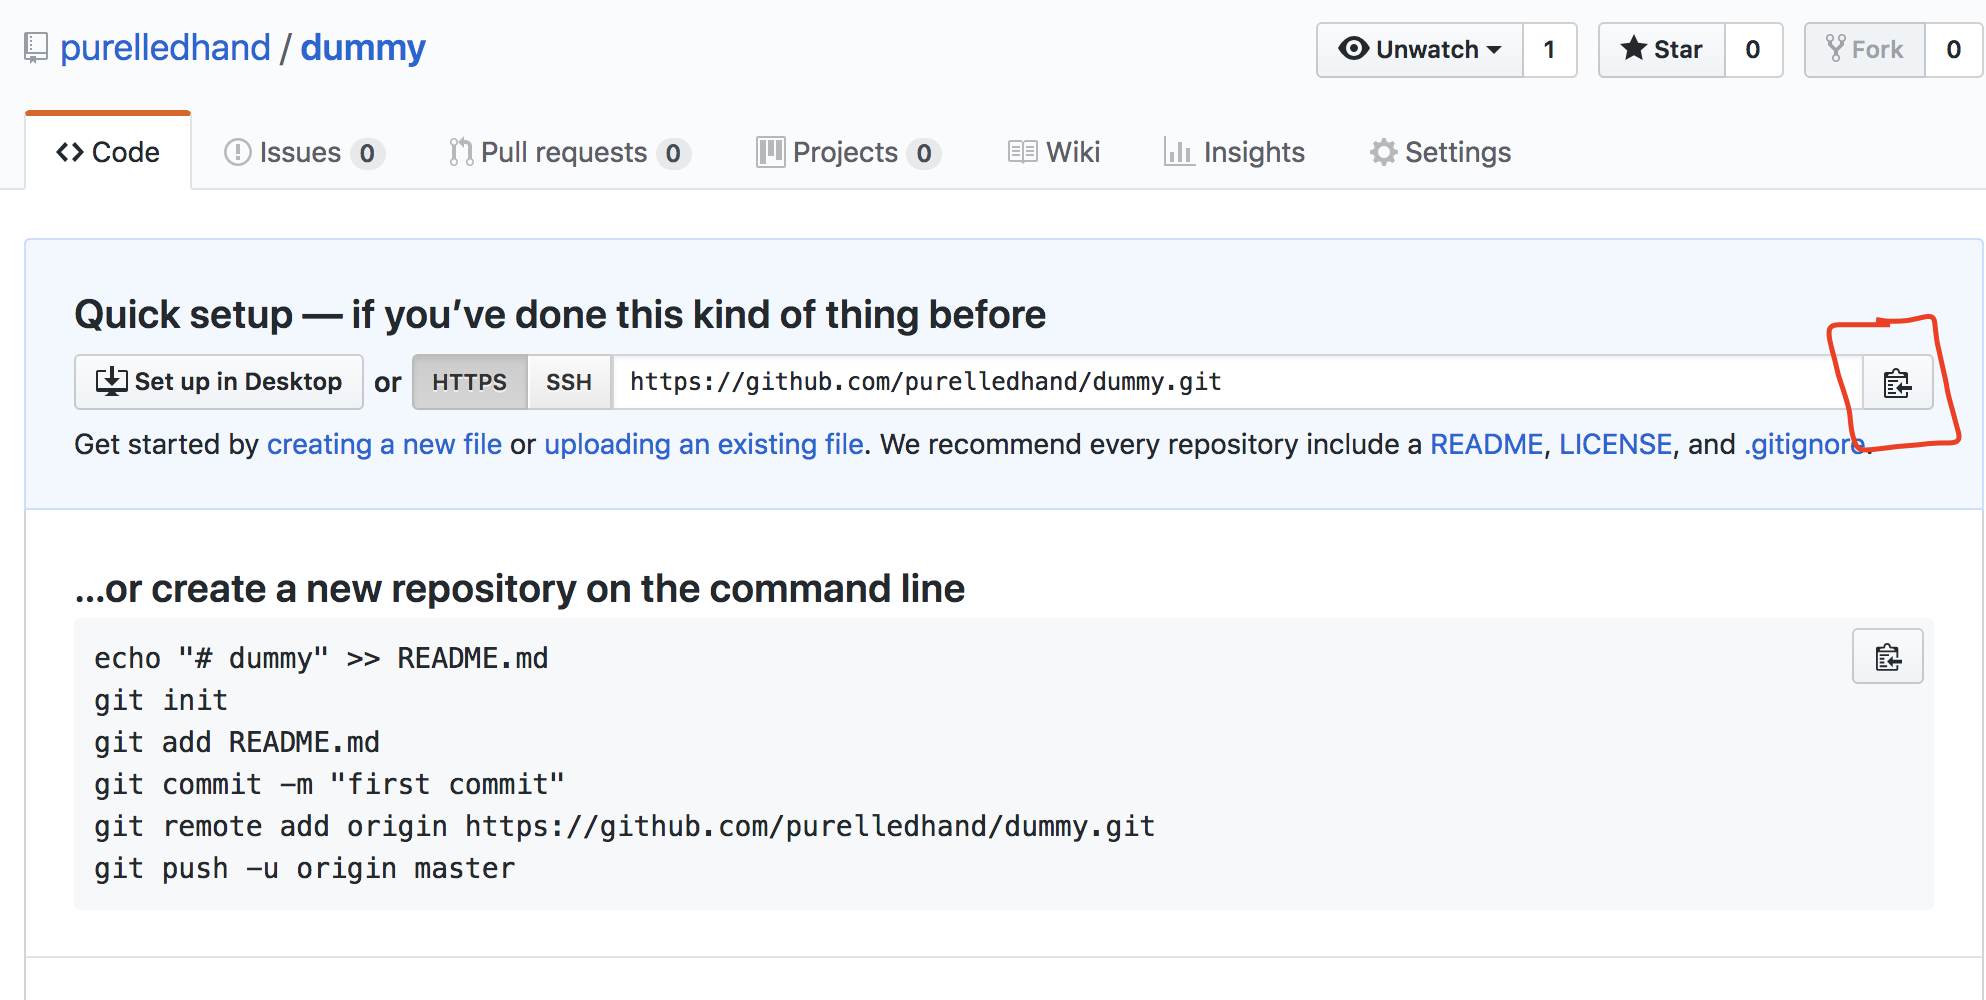 purelledhand / dummy
Unwatch 1 Star 0 Fork 0
Code Issues 0 Pull requests 0 Projects 0 Wiki Insights Settings
Quick setup — if you’ve done this kind of thing before
Set up in Desktop or HTTPS SSH https://github.com/purelledhand/dummy.git
Get started by creating a new file or uploading an existing file. We recommend every repository include a README, LICENSE, and .gitignore.
...or create a new repository on the command line
echo "# dummy" >> README.md
git init
git add README.md
git commit -m "first commit"
git remote add origin https://github.com/purelledhand/dummy.git
git push -u origin master